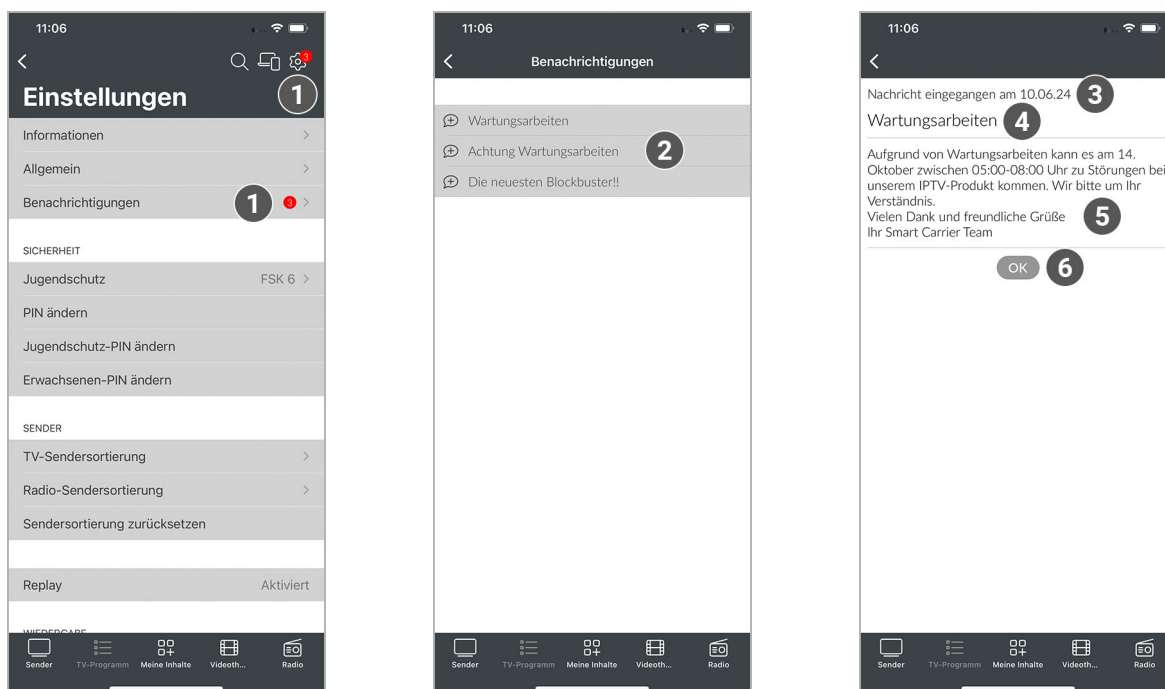 11:06
3
Einstellungen
1
Informationen
Allgemein
Benachrichtigungen 1 3
SICHERHEIT
Jugendschutz FSK 6
PIN ändern
Jugendschutz-PIN ändern
Erwachsenen-PIN ändern
SENDER
TV-Sendersortierung
Radio-Sendersortierung
Sendersortierung zurücksetzen
Replay Aktiviert
WIEDERGABE
Sender TV-Programm Meine Inhalte Videoth... Radio
11:06
Benachrichtigungen
Wartungsarbeiten
Achtung Wartungsarbeiten 2
Die neuesten Blockbuster!!
Sender TV-Programm Meine Inhalte Videoth... Radio
11:06
Nachricht eingegangen am 10.06.24 3
Wartungsarbeiten 4
Aufgrund von Wartungsarbeiten kann es am 14.
Oktober zwischen 05:00-08:00 Uhr zu Störungen bei
unserem IPTV-Produkt kommen. Wir bitte um Ihr
Verständnis.
Vielen Dank und freundliche Grüße 5
Ihr Smart Carrier Team
OK 6
Sender TV-Programm Meine Inhalte Videoth... Radio